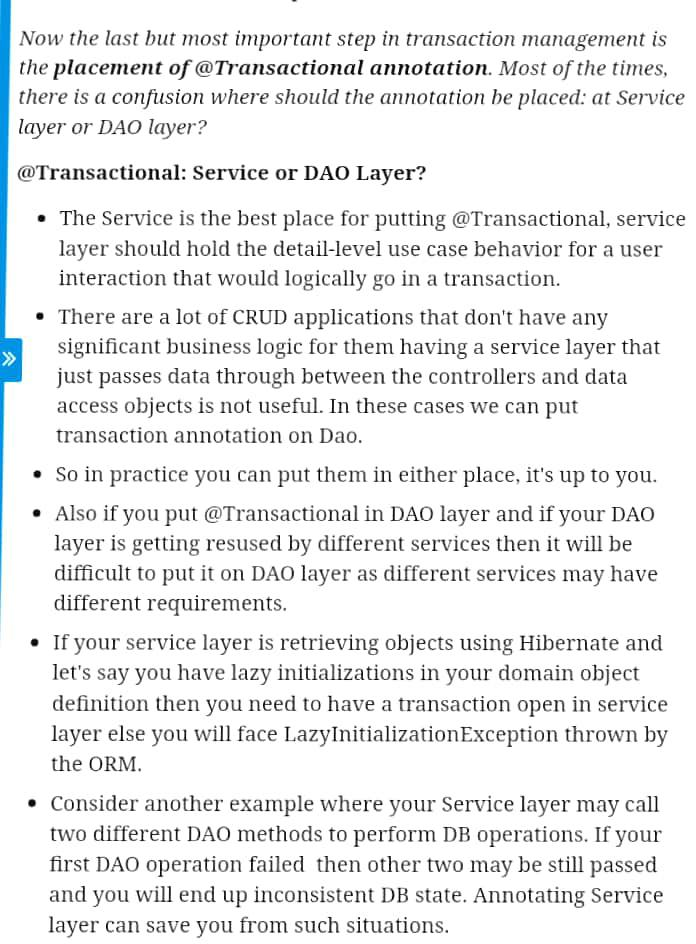 Now the last but most important step in transaction management is
the placement of @Transactional annotation. Most of the times,
there is a confusion where should the annotation be placed: at Service
layer or DAO layer?
@Transactional: Service or DAO Layer?
• The Service is the best place for putting @Transactional, service
layer should hold the detail-level use case behavior for a user
interaction that would logically go in a transaction.
• There are a lot of CRUD applications that don't have any
significant business logic for them having a service layer that
just passes data through between the controllers and data
access objects is not useful. In these cases we can put
transaction annotation on Dao.
• So in practice you can put them in either place, it's up to you.
• Also if you put @Transactional in DAO layer and if your DAO
layer is getting resused by different services then it will be
difficult to put it on DAO layer as different services may have
different requirements.
• If your service layer is retrieving objects using Hibernate and
let's say you have lazy initializations in your domain object
definition then you need to have a transaction open in service
layer else you will face LazyInitializationException thrown by
the ORM.
• Consider another example where your Service layer may call
two different DAO methods to perform DB operations. If your
first DAO operation failed then other two may be still passed
and you will end up inconsistent DB state. Annotating Service
layer can save you from such situations.